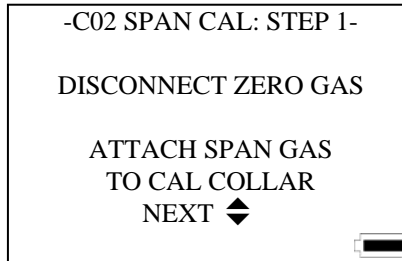 -C02 SPAN CAL: STEP 1-
DISCONNECT ZERO GAS
ATTACH SPAN GAS
TO CAL COLLAR
NEXT